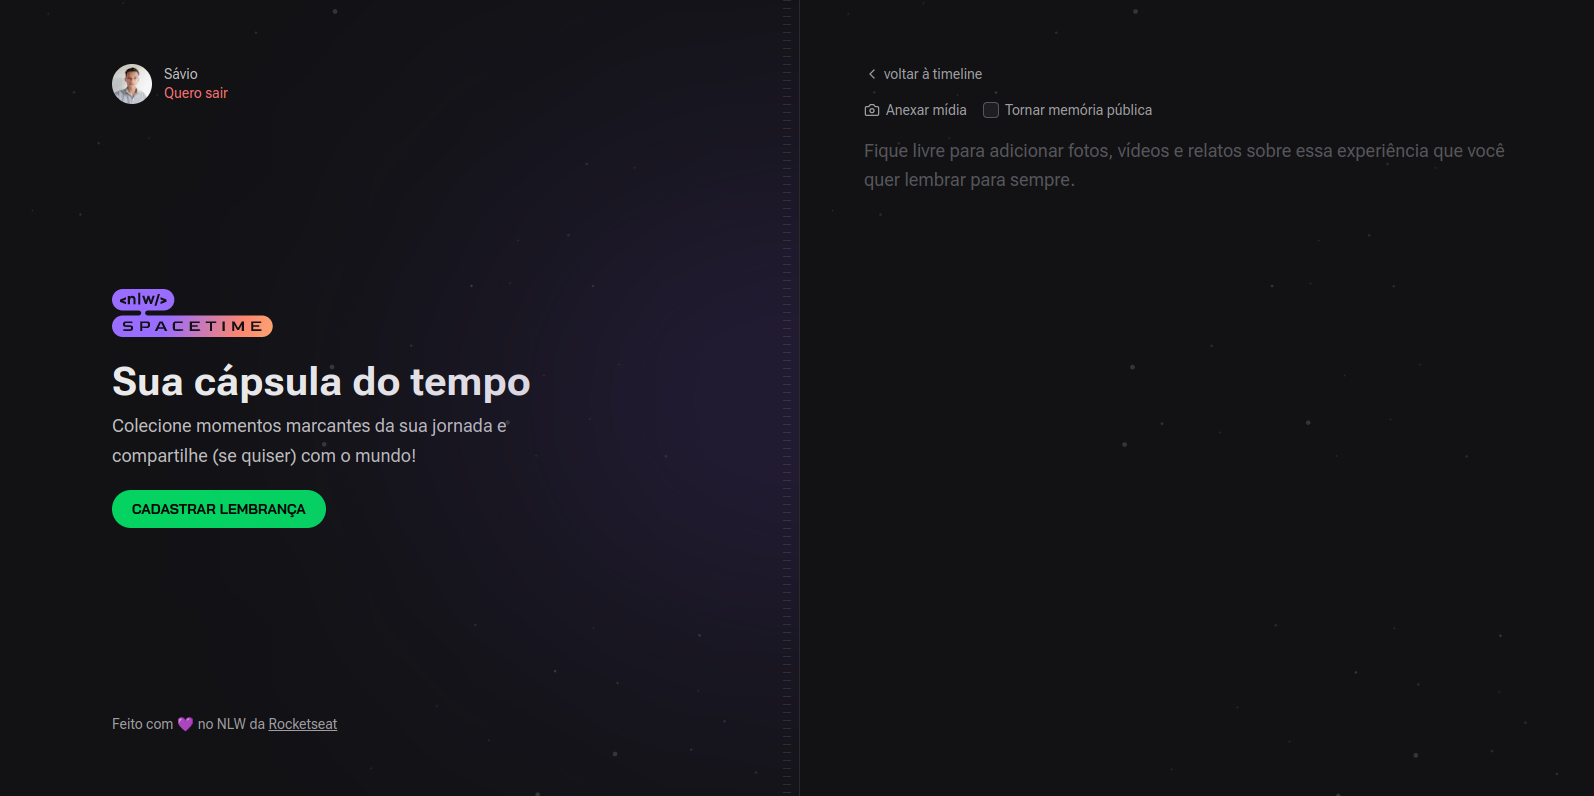 Sávio
Quero sair
<nlw/>
SPACETIME
Sua cápsula do tempo
Colecione momentos marcantes da sua jornada e
compartilhe (se quiser) com o mundo!
CADASTRAR LEMBRANÇA
Feito com 💜 no NLW da Rocketseat
voltar à timeline
Anexar mídia Tornar memória pública
Fique livre para adicionar fotos, vídeos e relatos sobre essa experiência que você
quer lembrar para sempre.